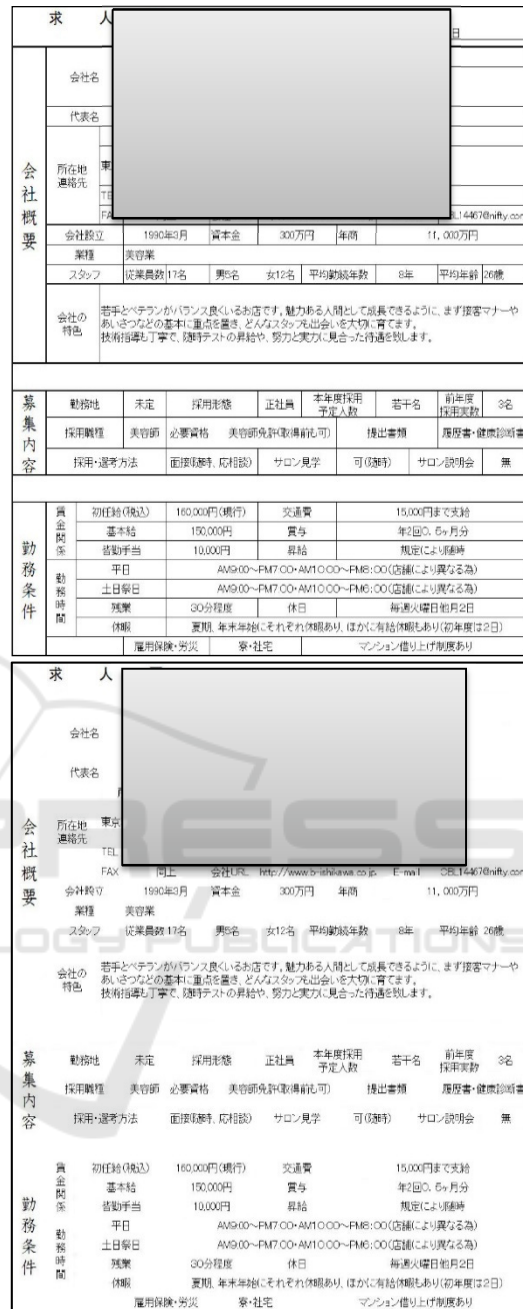 求 人
日
会社名
代表名
会社概要
所在地
連絡先
東
TE
FA
BL14467@nifty.com
会社設立 1990年3月 資本金 300万円 年商 11,000万円
業種 美容業
スタッフ 従業員数 17名 男5名 女12名 平均勤続年数 8年 平均年齢 26歳
会社の
特色
若手とベテランがバランス良くいるお店です。魅力ある人間として成長できるように、まず接客マナーや
あいさつなどの基本に重点を置き、どんなスタッフも出会いを大切に育てます。
技術指導も丁寧で、随時テストの昇給や、努力と実力に見合った待遇を致します。
募集内容
勤務地 未定 採用形態 正社員 本年度採用予定人数 若干名 前年度採用実数 3名
採用職種 美容師 必要資格 美容師免許(取得前も可) 提出書類 履歴書・健康診断書
採用・選考方法 面接(随時、応相談) サロン見学 可(随時) サロン説明会 無
勤務条件
賃金関係
初任給(税込) 160,000円(現行) 交通費 15,000円まで支給
基本給 150,000円 賞与 年2回0.5ヶ月分
皆勤手当 10,000円 昇給 規定により随時
勤務時間
平日 AM9:00～PM7:00・AM10:00～PM8:00(店舗により異なる為)
土日祭日 AM9:00～PM7:00・AM10:00～PM6:00(店舗により異なる為)
残業 30分程度 休日 毎週火曜日他月2日
休暇 夏期、年末年始にそれぞれ休暇あり、ほかに有給休暇もあり(初年度は2日)
雇用保険・労災 寮・社宅 マンション借り上げ制度あり
求 人
会社名
代表名
会社概要
所在地
連絡先
東京
TEL
FAX 同上 会社URL http://www.b-ishikawa.co.jp E-mail CBL14467@nifty.com
会社設立 1990年3月 資本金 300万円 年商 11,000万円
業種 美容業
スタッフ 従業員数 17名 男5名 女12名 平均勤続年数 8年 平均年齢 26歳
会社の
特色
若手とベテランがバランス良くいるお店です。魅力ある人間として成長できるように、まず接客マナーや
あいさつなどの基本に重点を置き、どんなスタッフも出会いを大切に育てます。
技術指導も丁寧で、随時テストの昇給や、努力と実力に見合った待遇を致します。
募集内容
勤務地 未定 採用形態 正社員 本年度採用予定人数 若干名 前年度採用実数 3名
採用職種 美容師 必要資格 美容師免許(取得前も可) 提出書類 履歴書・健康診断書
採用・選考方法 面接(随時、応相談) サロン見学 可(随時) サロン説明会 無
勤務条件
賃金関係
初任給(税込) 160,000円(現行) 交通費 15,000円まで支給
基本給 150,000円 賞与 年2回0.5ヶ月分
皆勤手当 10,000円 昇給 規定により随時
勤務時間
平日 AM9:00～PM7:00・AM10:00～PM8:00(店舗により異なる為)
土日祭日 AM9:00～PM7:00・AM10:00～PM6:00(店舗により異なる為)
残業 30分程度 休日 毎週火曜日他月2日
休暇 夏期、年末年始にそれぞれ休暇あり、ほかに有給休暇もあり(初年度は2日)
雇用保険・労災 寮・社宅 マンション借り上げ制度あり